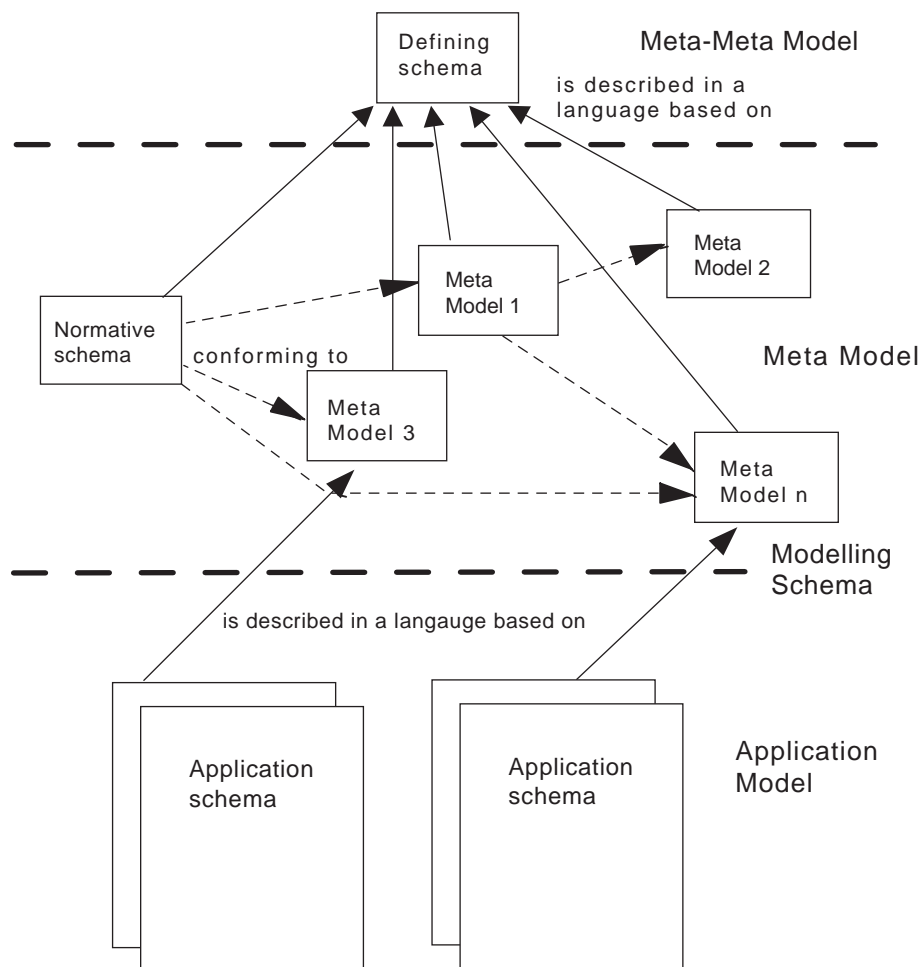 Defining
schema
Meta-Meta Model
is described in a
language based on
Meta
Model 2
Meta
Model 1
Normative
schema
conforming to
Meta Model
Meta
Model 3
Meta
Model n
Modelling
Schema
is described in a langauge based on
Application
schema
Application
schema
Application
Model